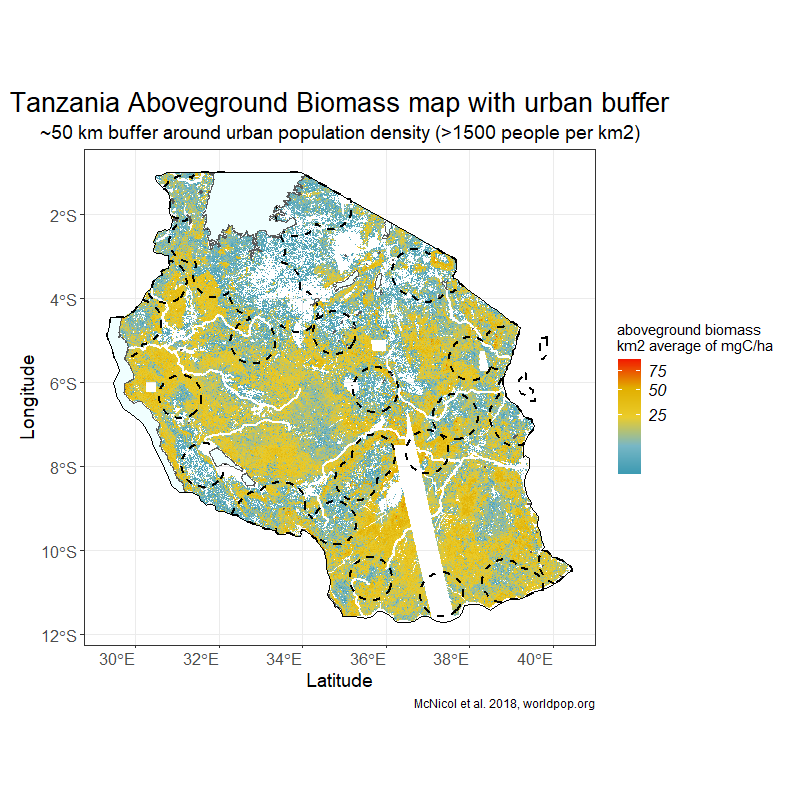 Tanzania Aboveground Biomass map with urban buffer
~50 km buffer around urban population density (>1500 people per km2)
2°S
4°S
6°S
8°S
10°S
12°S
Longitude
30°E 32°E 34°E 36°E 38°E 40°E
Latitude
aboveground biomass
km2 average of mgC/ha
75
50
25
McNicol et al. 2018, worldpop.org